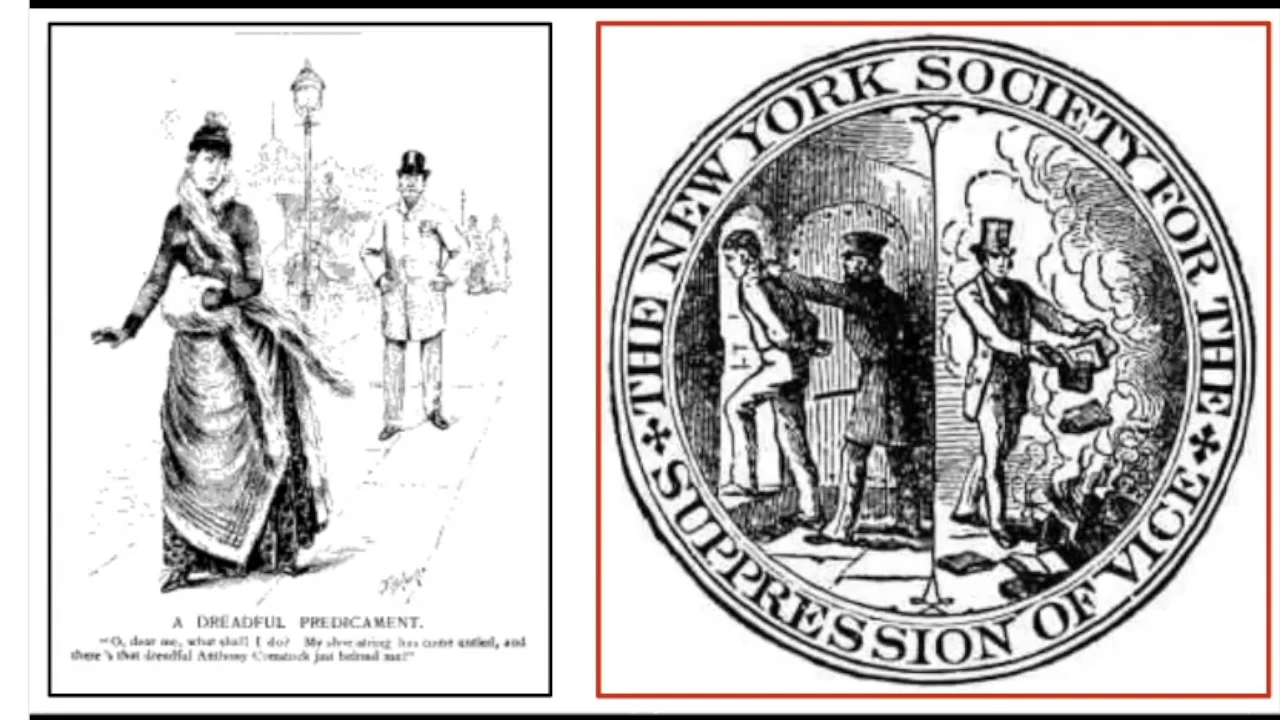 A DREADFUL PREDICAMENT.
"O, dear me, what shall I do? My shoe-string has come untied, and
there's that dreadful Anthony Comstock just behind me!"
THE NEW YORK SOCIETY FOR THE
SUPPRESSION OF VICE